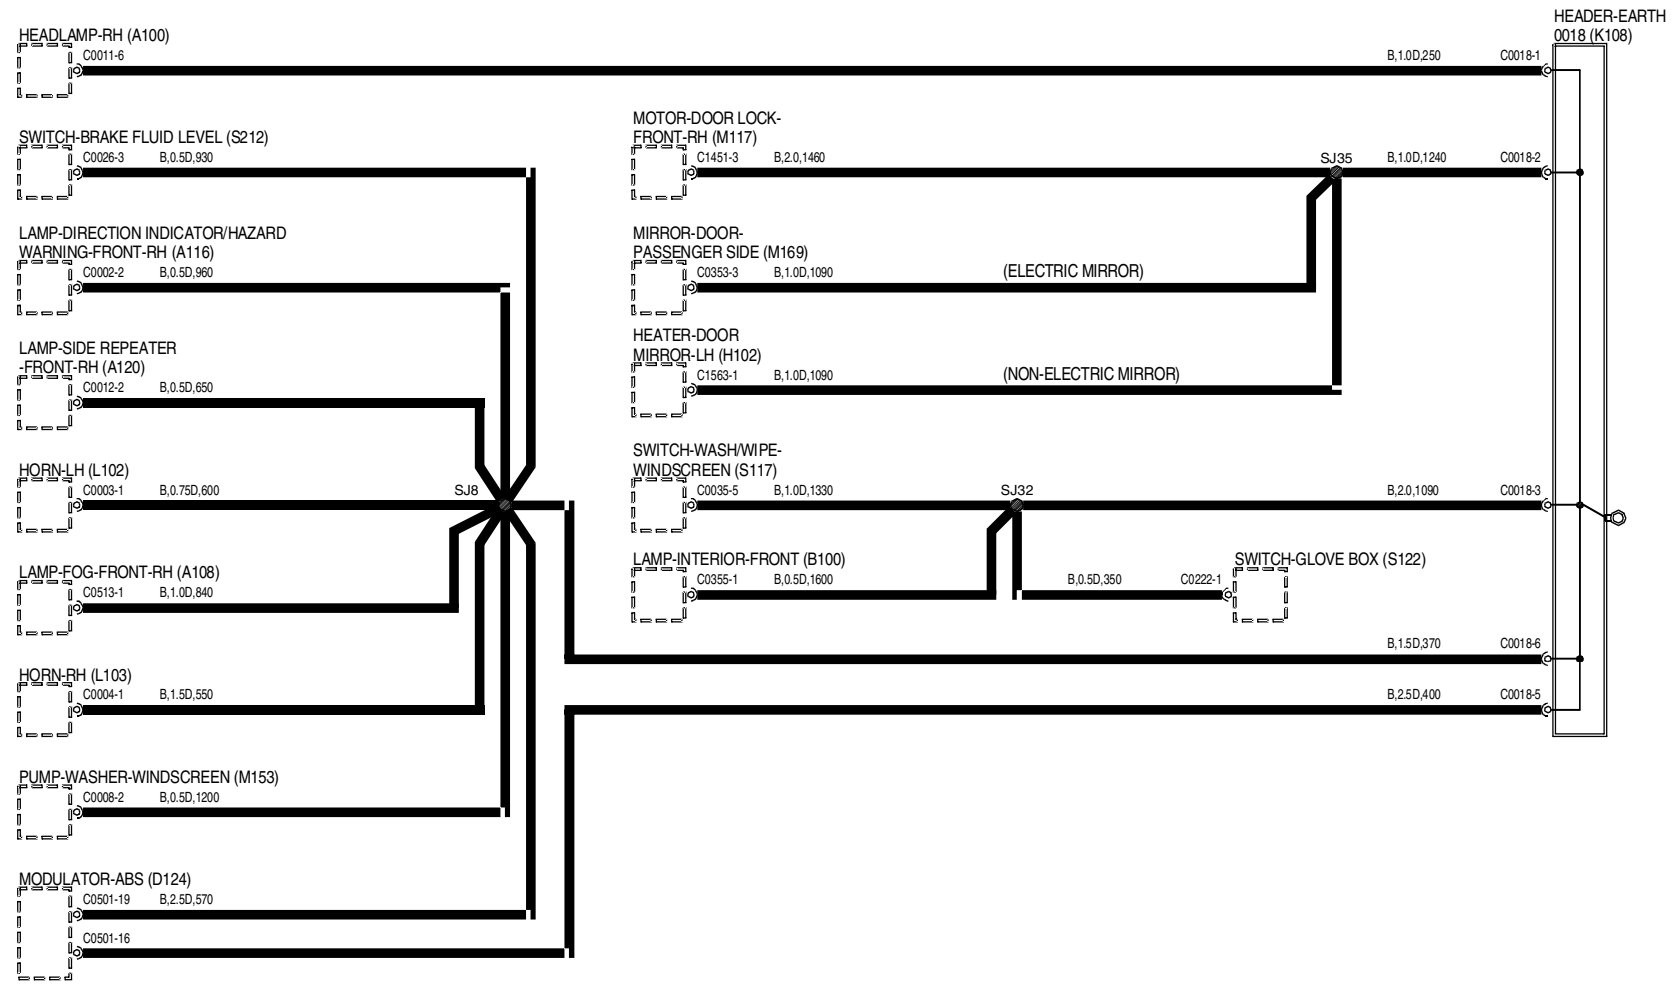 HEADER-EARTH
0018 (K108)
HEADLAMP-RH (A100)
C0011-6
B,1.0D,250
C0018-1
SWITCH-BRAKE FLUID LEVEL (S212)
C0026-3
B,0.5D,930
MOTOR-DOOR LOCK-
FRONT-RH (M117)
C1451-3
B,2.0,1460
SJ35
B,1.0D,1240
C0018-2
LAMP-DIRECTION INDICATOR/HAZARD
WARNING-FRONT-RH (A116)
C0002-2
B,0.5D,960
MIRROR-DOOR-
PASSENGER SIDE (M169)
C0353-3
B,1.0D,1090
(ELECTRIC MIRROR)
LAMP-SIDE REPEATER
-FRONT-RH (A120)
C0012-2
B,0.5D,650
HEATER-DOOR
MIRROR-LH (H102)
C1563-1
B,1.0D,1090
(NON-ELECTRIC MIRROR)
HORN-LH (L102)
C0003-1
B,0.75D,600
SJ8
SWITCH-WASH/WIPE-
WINDSCREEN (S117)
C0035-5
B,1.0D,1330
SJ32
B,2.0,1090
C0018-3
LAMP-FOG-FRONT-RH (A108)
C0513-1
B,1.0D,840
LAMP-INTERIOR-FRONT (B100)
C0355-1
B,0.5D,1600
B,0.5D,350
C0222-1
SWITCH-GLOVE BOX (S122)
B,1.5D,370
C0018-6
HORN-RH (L103)
C0004-1
B,1.5D,550
B,2.5D,400
C0018-5
PUMP-WASHER-WINDSCREEN (M153)
C0008-2
B,0.5D,1200
MODULATOR-ABS (D124)
C0501-19
B,2.5D,570
C0501-16